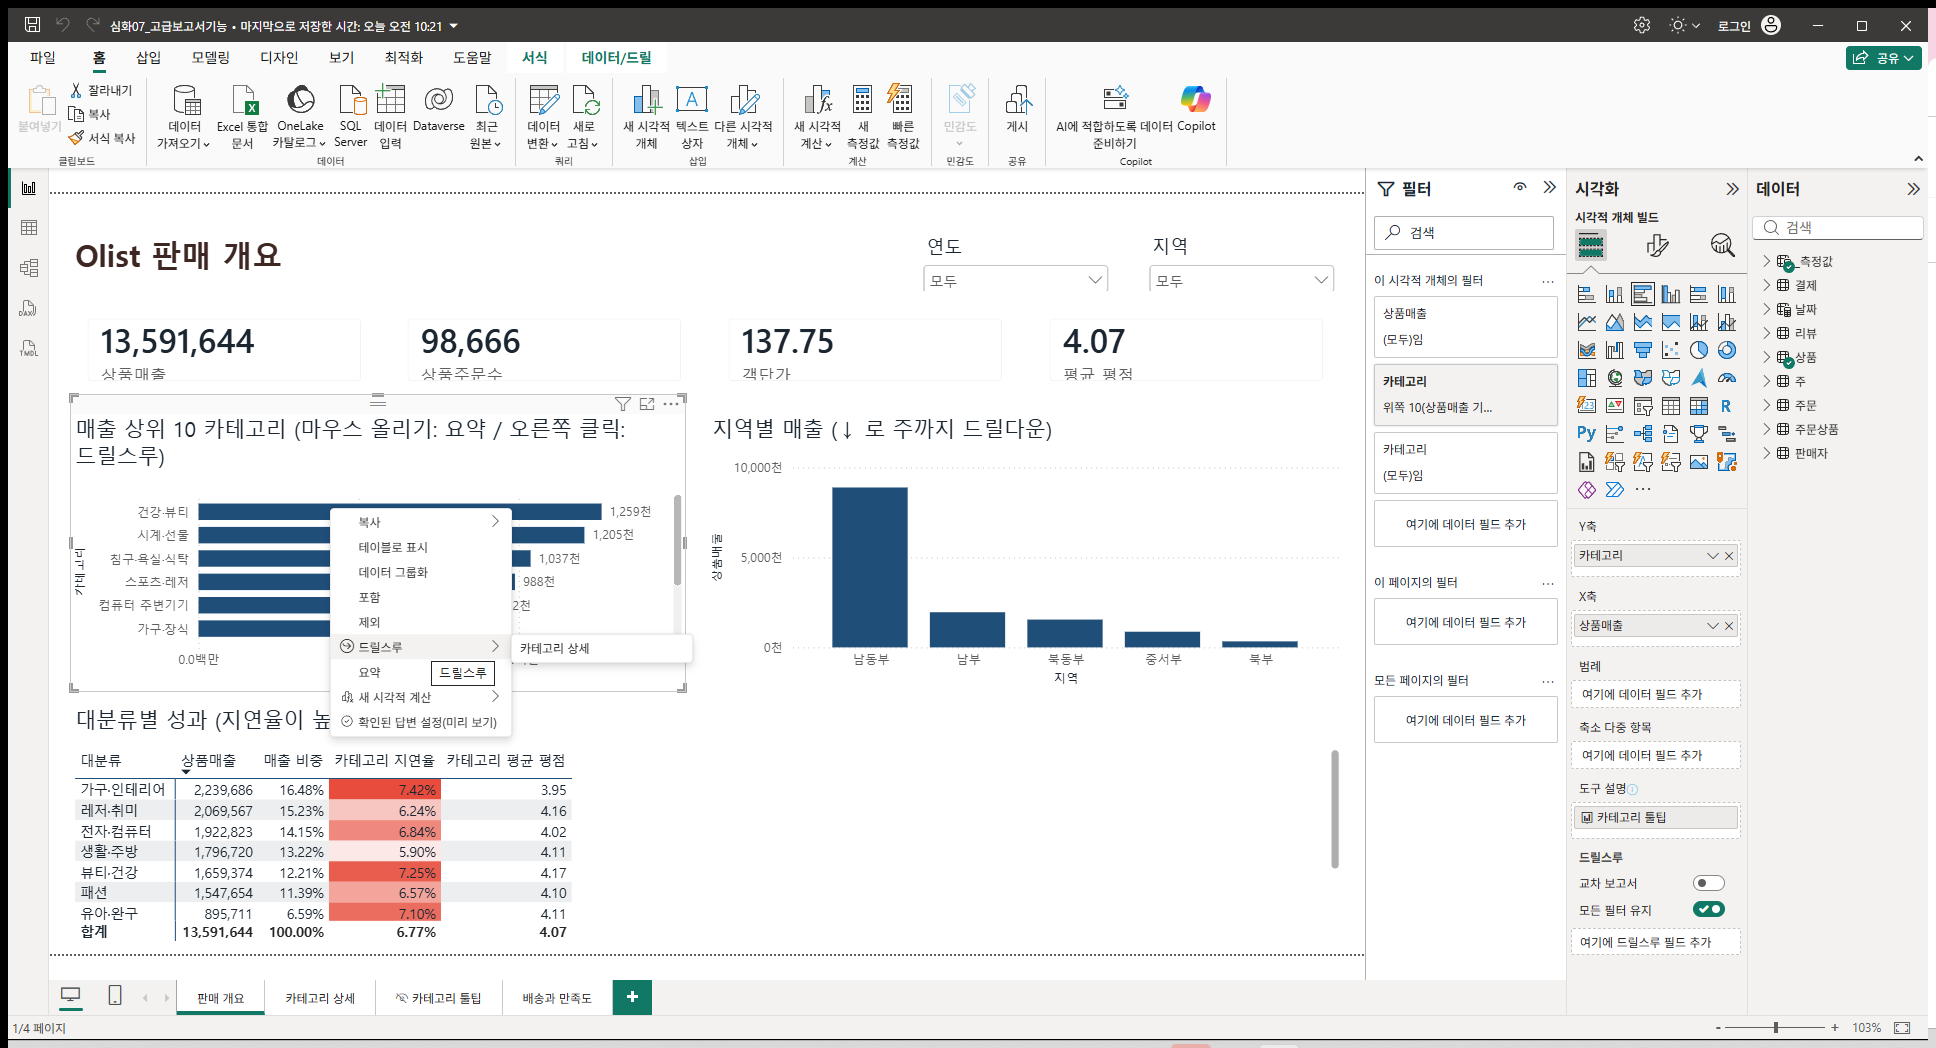 심화07_고급보고서기능 • 마지막으로 저장한 시간: 오늘 오전 10:21
로그인
파일 홈 삽입 모델링 디자인 보기 최적화 도움말 서식 데이터/드릴
공유
붙여넣기
잘라내기
복사
서식 복사
클립보드
데이터 가져오기
Excel 통합 문서
OneLake 카탈로그
SQL Server
데이터 입력
Dataverse
최근 원본
데이터
데이터 변환
새로 고침
쿼리
새 시각적 개체
텍스트 상자
다른 시각적 개체
삽입
새 시각적 계산
새 측정값
빠른 측정값
계산
민감도
민감도
게시
공유
AI에 적합하도록 데이터 준비하기
Copilot
Copilot
DAX
TMDL
Olist 판매 개요
연도
모두
지역
모두
13,591,644
상품매출
98,666
상품주문수
137.75
객단가
4.07
평균 평점
매출 상위 10 카테고리 (마우스 올리기: 요약 / 오른쪽 클릭:
드릴스루)
카테고리
건강·뷰티 1,259천
시계·선물 1,205천
침구·욕실·식탁 1,037천
스포츠·레저 988천
컴퓨터 주변기기 2천
가구·장식
0.0백만
복사
테이블로 표시
데이터 그룹화
포함
제외
드릴스루
카테고리 상세
요약
드릴스루
새 시각적 계산
확인된 답변 설정(미리 보기)
지역별 매출 (↓ 로 주까지 드릴다운)
상품매출
10,000천
5,000천
0천
남동부 남부 북동부 중서부 북부
지역
대분류별 성과 (지연율이 높
대분류 상품매출 매출 비중 카테고리 지연율 카테고리 평균 평점
가구·인테리어 2,239,686 16.48% 7.42% 3.95
레저·취미 2,069,567 15.23% 6.24% 4.16
전자·컴퓨터 1,922,823 14.15% 6.84% 4.02
생활·주방 1,796,720 13.22% 5.90% 4.11
뷰티·건강 1,659,374 12.21% 7.25% 4.17
패션 1,547,654 11.39% 6.57% 4.10
유아·완구 895,711 6.59% 7.10% 4.11
합계 13,591,644 100.00% 6.77% 4.07
필터
검색
이 시각적 개체의 필터
상품매출
(모두)임
카테고리
위쪽 10(상품매출 기...
카테고리
(모두)임
여기에 데이터 필드 추가
이 페이지의 필터
여기에 데이터 필드 추가
모든 페이지의 필터
여기에 데이터 필드 추가
시각화
시각적 개체 빌드
123
R
Py
Y축
카테고리
X축
상품매출
범례
여기에 데이터 필드 추가
축소 다중 항목
여기에 데이터 필드 추가
도구 설명
카테고리 툴팁
드릴스루
교차 보고서
모든 필터 유지
여기에 드릴스루 필드 추가
데이터
검색
_측정값
결제
날짜
리뷰
상품
주
주문
주문상품
판매자
판매 개요
카테고리 상세
카테고리 툴팁
배송과 만족도
1/4 페이지
103%